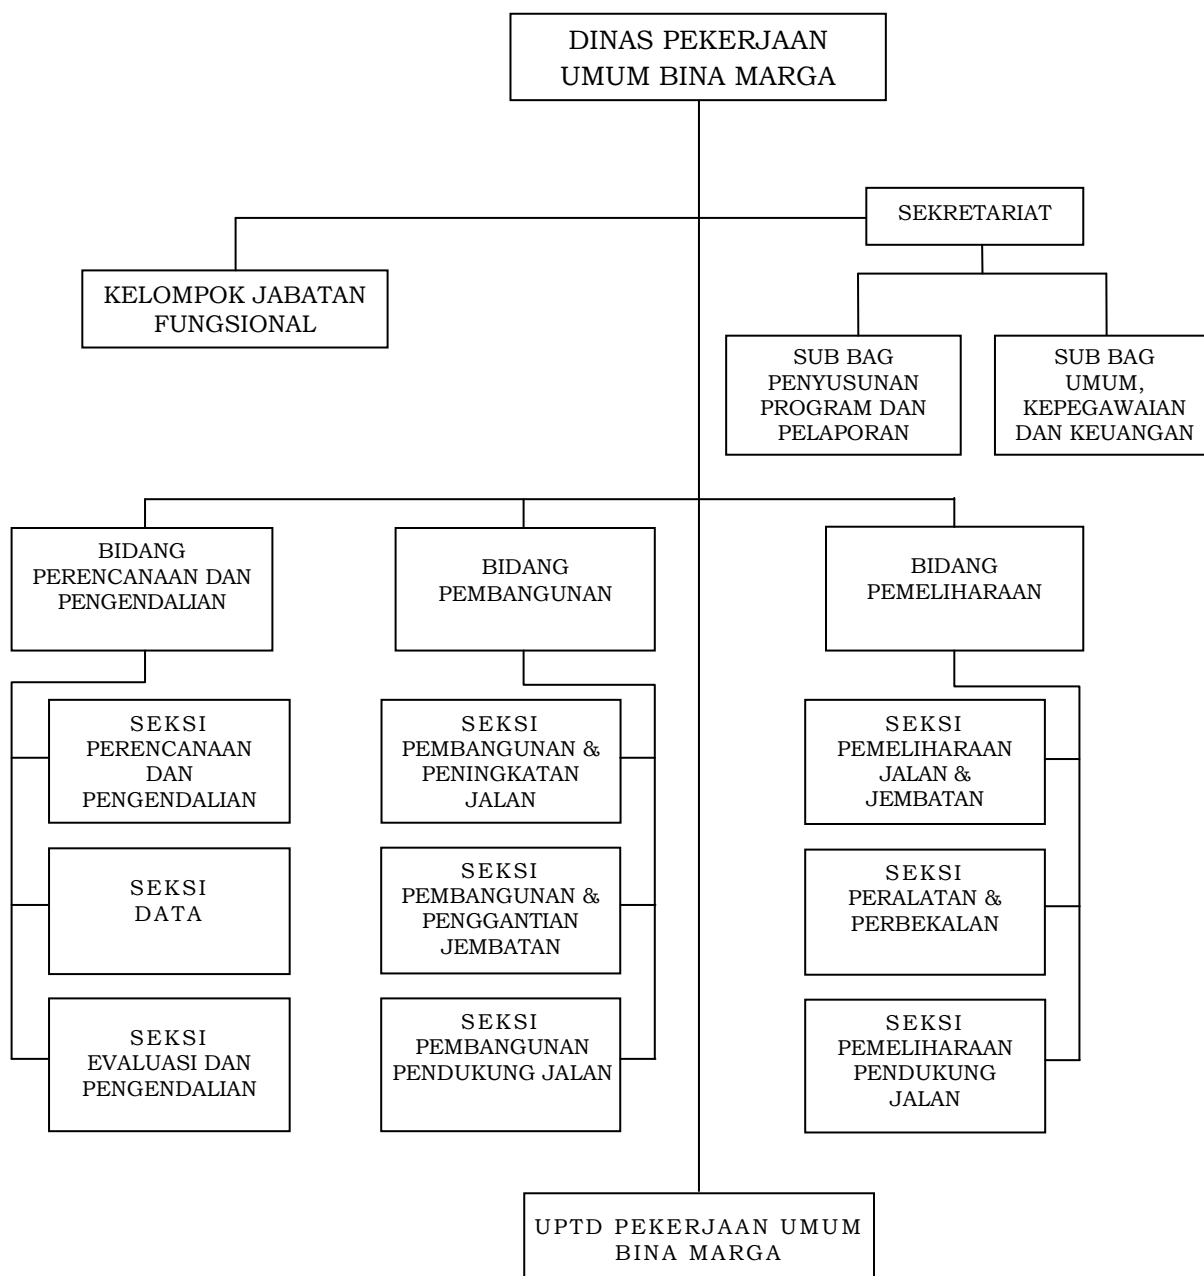 DINAS PEKERJAAN
UMUM BINA MARGA
SEKRETARIAT
KELOMPOK JABATAN
FUNGSIONAL
SUB BAG
PENYUSUNAN
PROGRAM DAN
PELAPORAN
SUB BAG
UMUM,
KEPEGAWAIAN
DAN KEUANGAN
BIDANG
PERENCANAAN DAN
PENGENDALIAN
BIDANG
PEMBANGUNAN
BIDANG
PEMELIHARAAN
SEKSI
PERENCANAAN
DAN
PENGENDALIAN
SEKSI
PEMBANGUNAN &
PENINGKATAN
JALAN
SEKSI
PEMELIHARAAN
JALAN &
JEMBATAN
SEKSI
DATA
SEKSI
PEMBANGUNAN &
PENGGANTIAN
JEMBATAN
SEKSI
PERALATAN &
PERBEKALAN
SEKSI
EVALUASI DAN
PENGENDALIAN
SEKSI
PEMBANGUNAN
PENDUKUNG JALAN
SEKSI
PEMELIHARAAN
PENDUKUNG
JALAN
UPTD PEKERJAAN UMUM
BINA MARGA